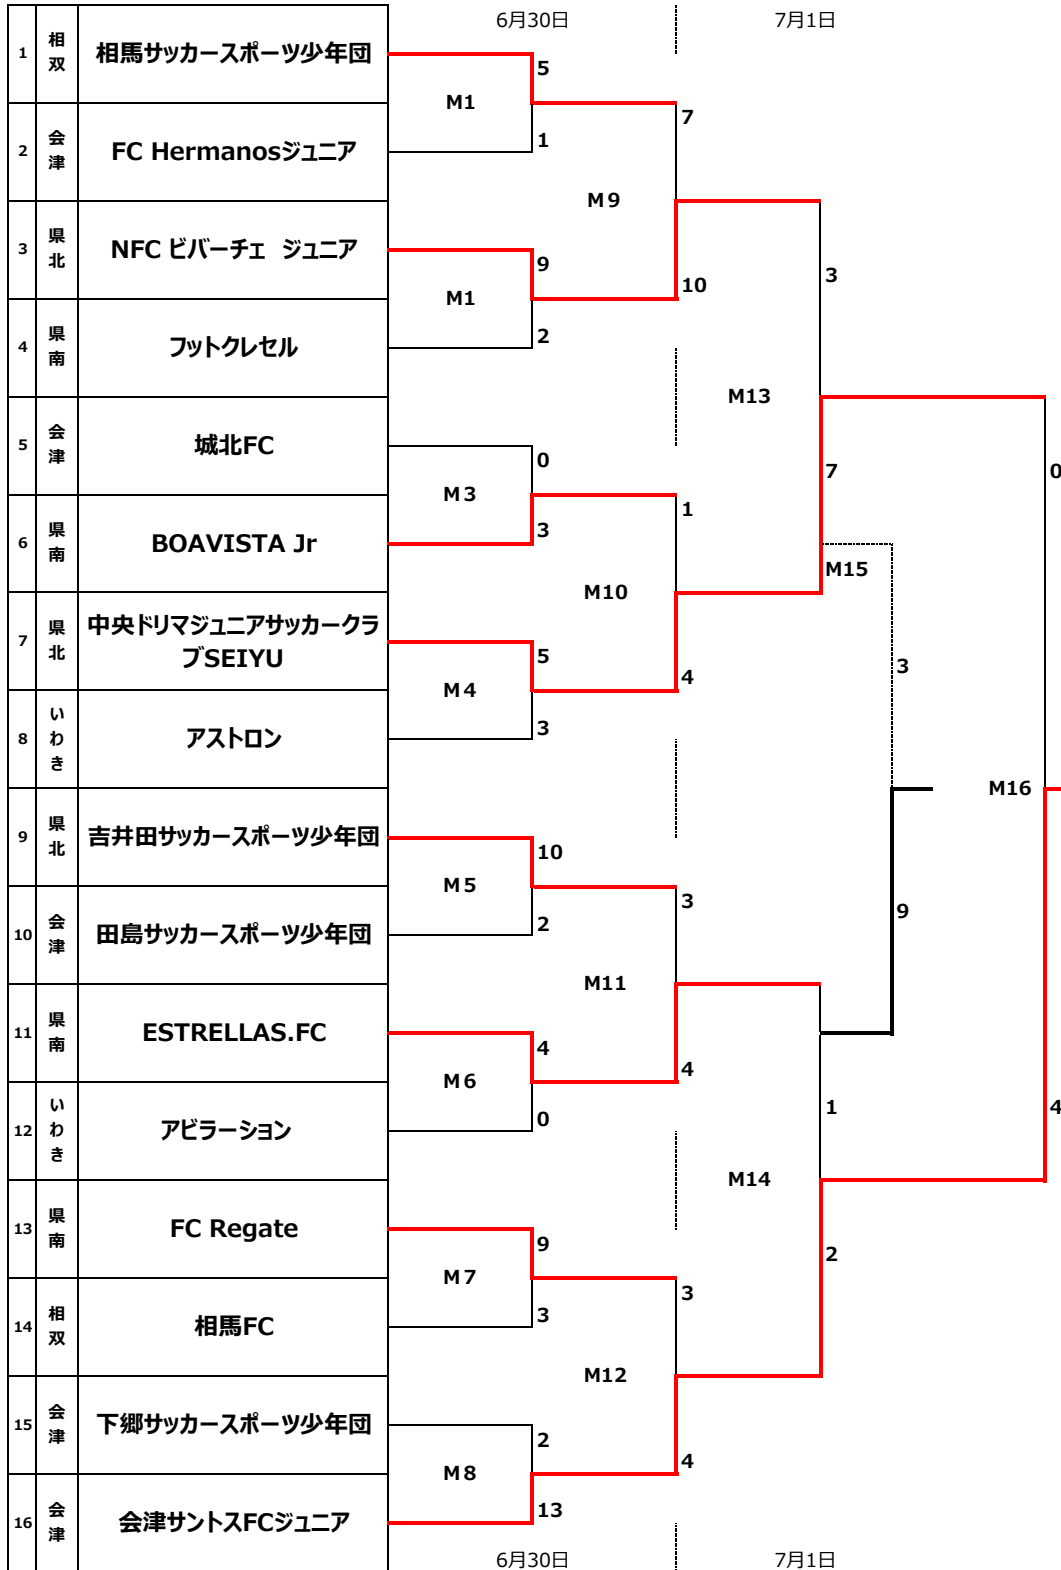 6月30日 7月1日
1 相双 相馬サッカースポーツ少年団
5
M1
7
2 会津 FC Hermanosジュニア
1
M9
3 県北 NFC ビバーチェ ジュニア
9
3
M1
10
4 県南 フットクレセル
2
M13
5 会津 城北FC
0
7
0
M3
1
6 県南 BOAVISTA Jr
3
M15
M10
7 県北 中央ドリマジュニアサッカークラ
ブSEIYU
5
3
M4
4
8 いわき アストロン
3
M16
9 県北 吉井田サッカースポーツ少年団
10
M5
3
9
10 会津 田島サッカースポーツ少年団
2
M11
11 県南 ESTRELLAS.FC
4
M6
4
12 いわき アビラーション
0
1
4
M14
13 県南 FC Regate
9
2
M7
3
14 相双 相馬FC
3
M12
15 会津 下郷サッカースポーツ少年団
2
M8
4
16 会津 会津サントスFCジュニア
13
6月30日 7月1日